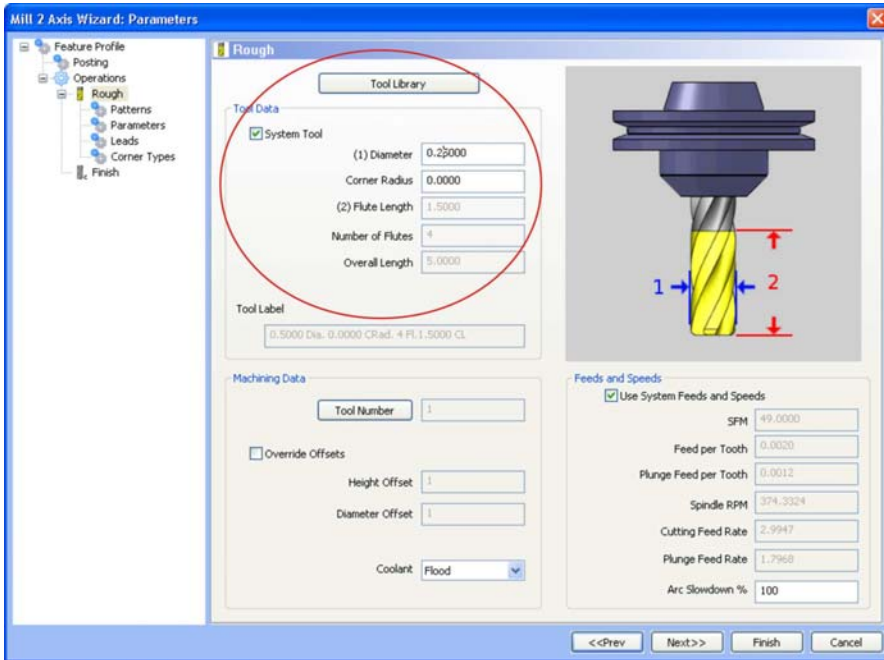 Mill 2 Axis Wizard: Parameters
Feature Profile
Posting
Operations
Rough
Patterns
Parameters
Leads
Corner Types
Finish
Rough
Tool Library
Tool Data
System Tool
(1) Diameter 0.25000
Corner Radius 0.0000
(2) Flute Length 1.5000
Number of Flutes 4
Overall Length 5.0000
Tool Label
0.5000 Dia. 0.0000 CRad. 4 Fl.1.5000 CL
1
2
Machining Data
Tool Number 1
Override Offsets
Height Offset 1
Diameter Offset 1
Coolant Flood
Feeds and Speeds
Use System Feeds and Speeds
SFM 49.0000
Feed per Tooth 0.0020
Plunge Feed per Tooth 0.0012
Spindle RPM 374.3324
Cutting Feed Rate 2.9947
Plunge Feed Rate 1.7968
Arc Slowdown % 100
<<Prev Next>> Finish Cancel